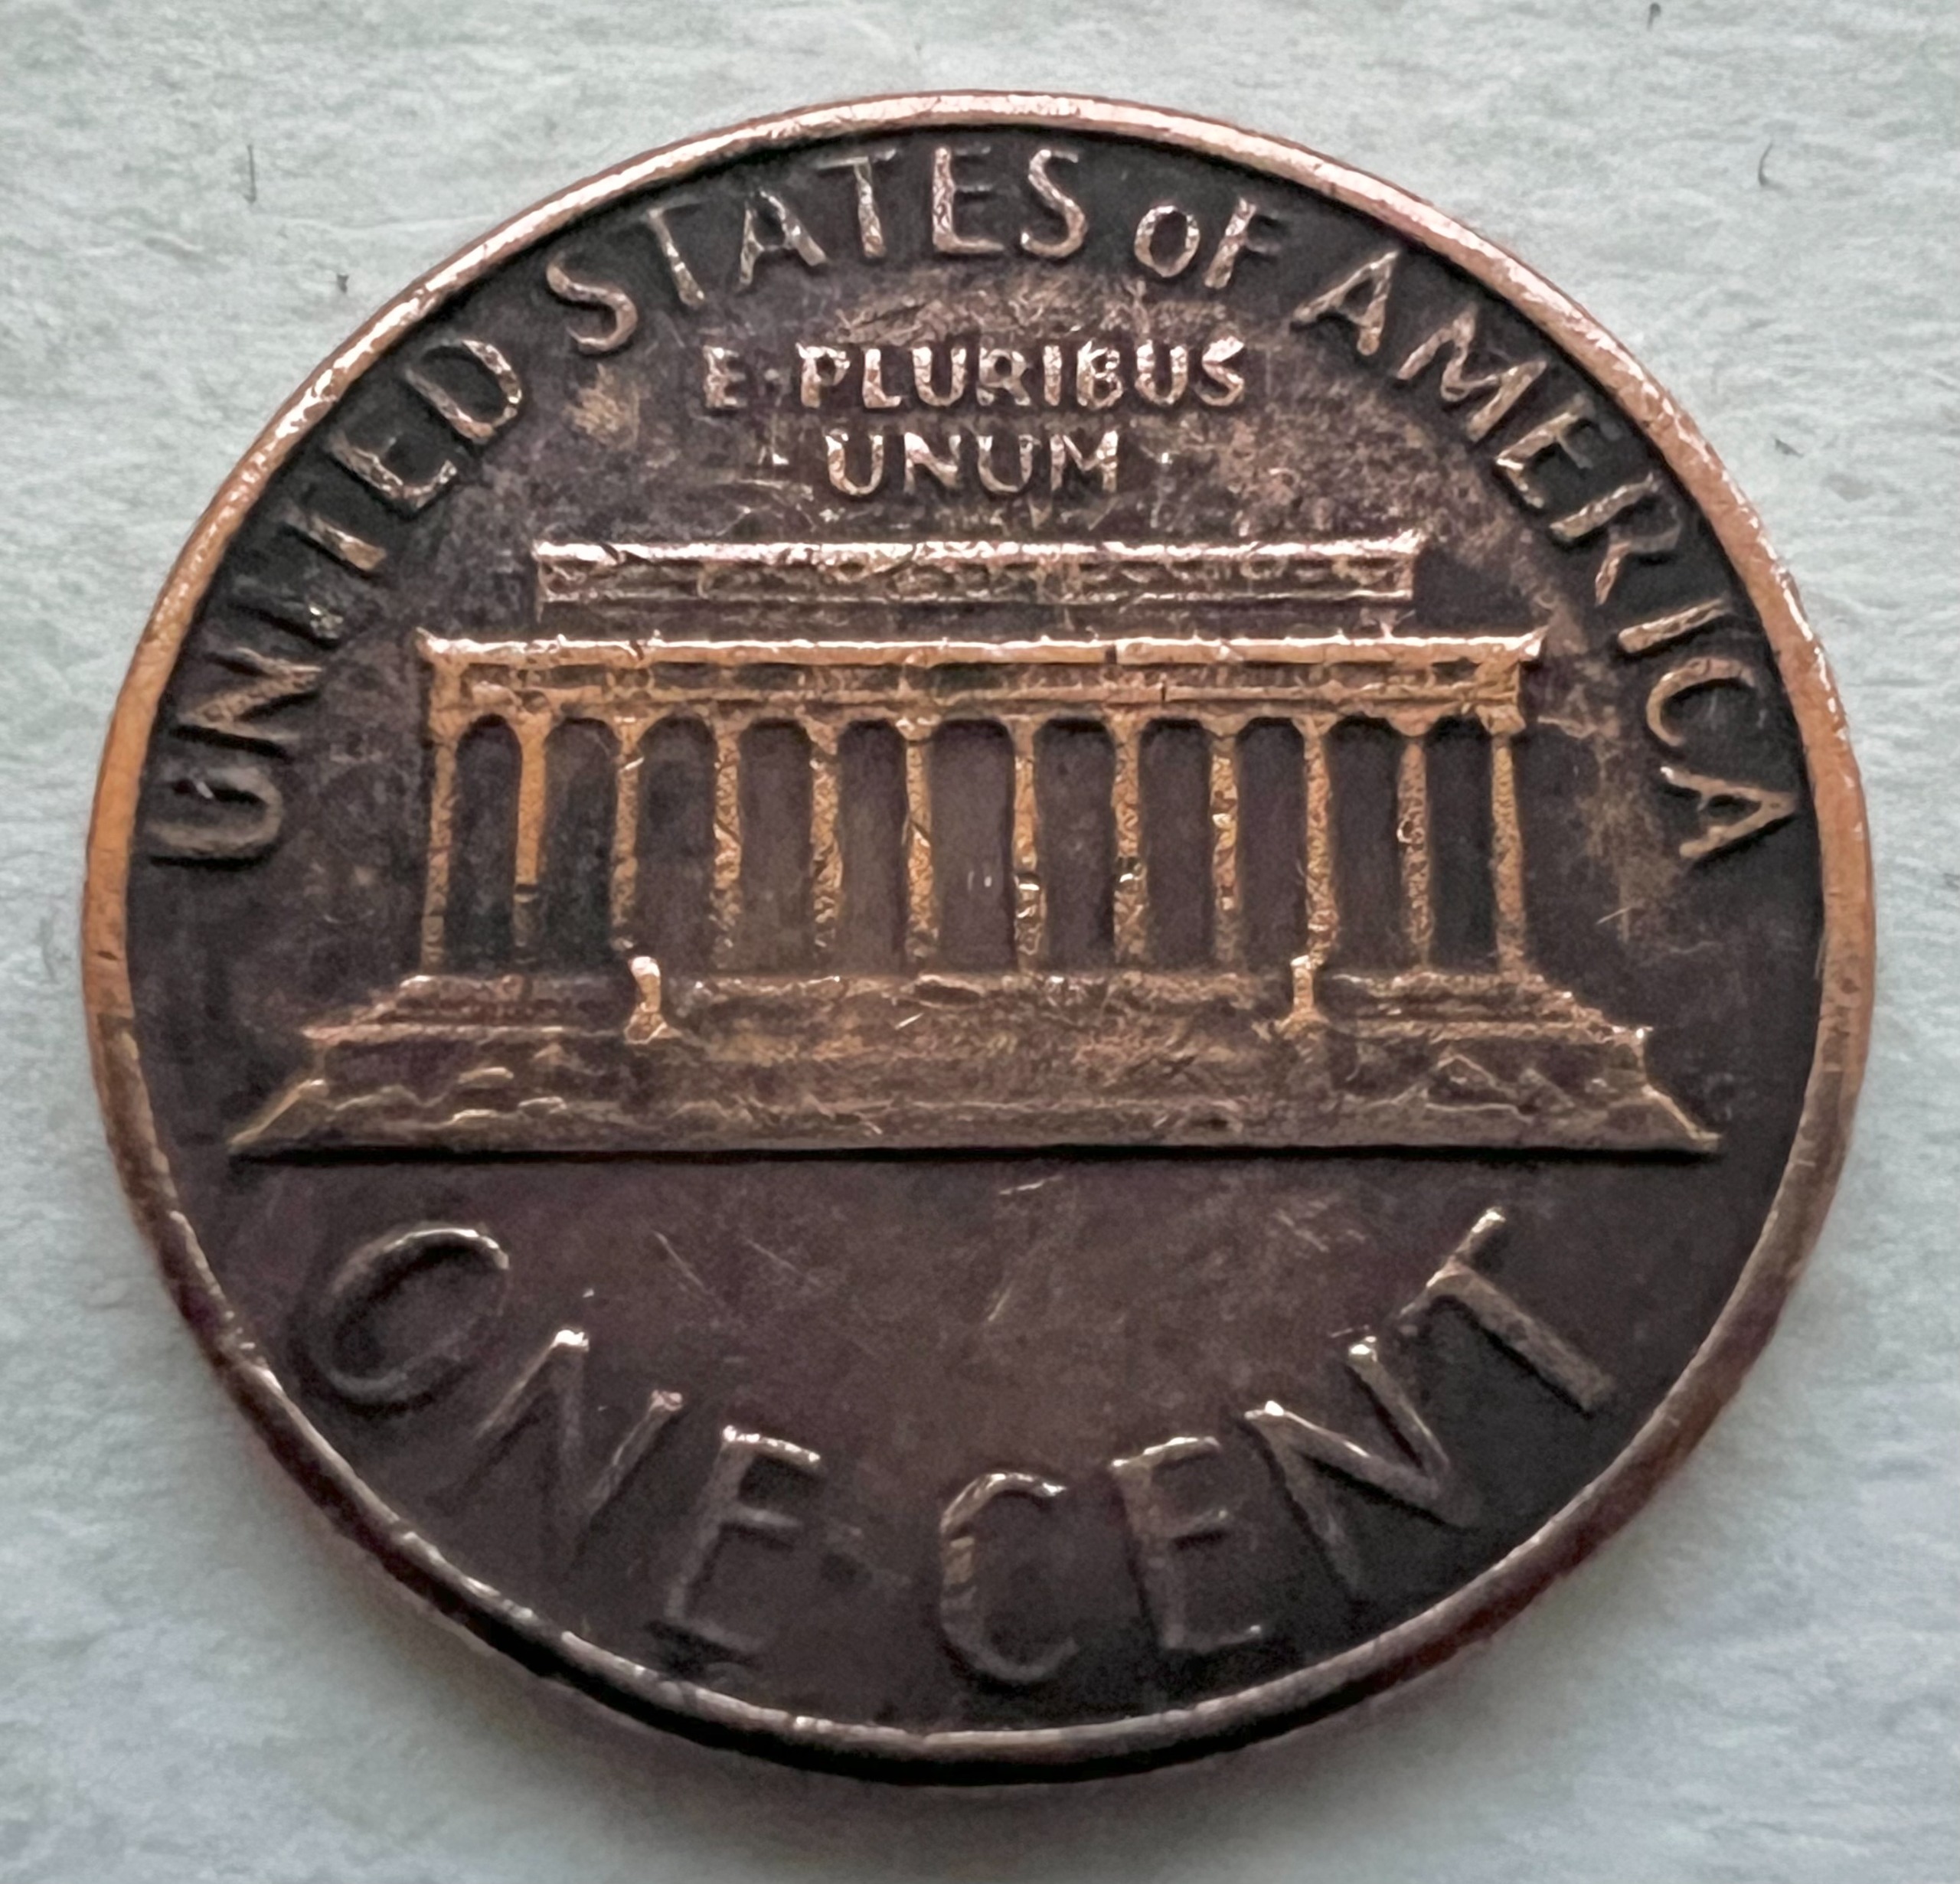 UNITED STATES OF AMERICA
E·PLURIBUS
UNUM
ONE CENT